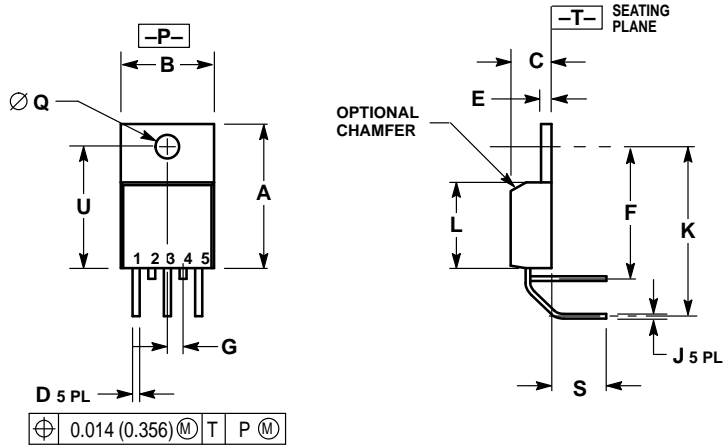 –P–
B
∅ Q
U
A
1 2 3 4 5
G
D 5 PL
⌖ 0.014 (0.356) Ⓜ T P Ⓜ
–T– SEATING
PLANE
C
E
OPTIONAL
CHAMFER
L
F
K
J 5 PL
S